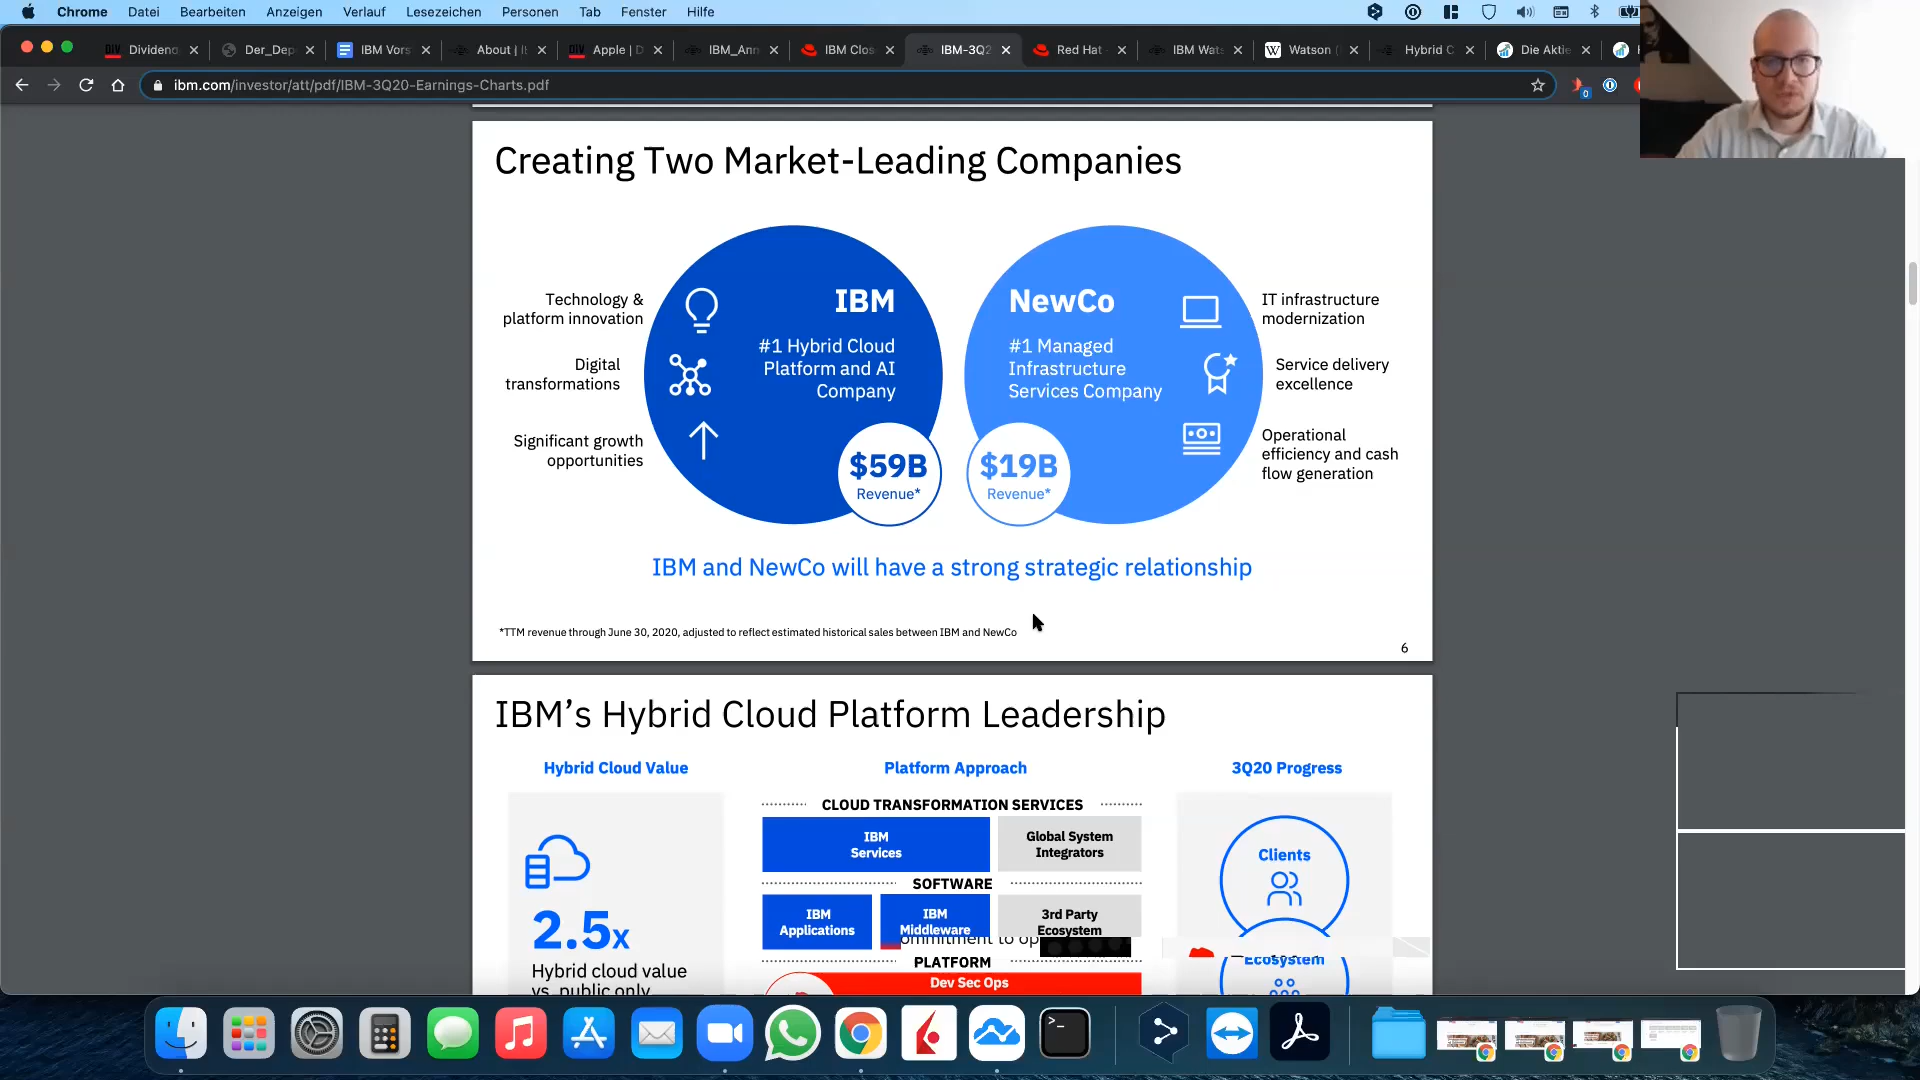 Chrome Datei Bearbeiten Anzeigen Verlauf Lesezeichen Personen Tab Fenster Hilfe
Dividend Der_Dep IBM Vors About | I Apple | D IBM_Ann IBM Clos IBM-3Q2 Red Hat IBM Wat Watson ( Hybrid C Die Aktie
ibm.com/investor/att/pdf/IBM-3Q20-Earnings-Charts.pdf
0
Creating Two Market-Leading Companies
Technology &
platform innovation
Digital
transformations
Significant growth
opportunities
IBM
#1 Hybrid Cloud
Platform and AI
Company
$59B
Revenue*
NewCo
#1 Managed
Infrastructure
Services Company
$19B
Revenue*
IT infrastructure
modernization
Service delivery
excellence
Operational
efficiency and cash
flow generation
IBM and NewCo will have a strong strategic relationship
*TTM revenue through June 30, 2020, adjusted to reflect estimated historical sales between IBM and NewCo
6
IBM’s Hybrid Cloud Platform Leadership
Hybrid Cloud Value
2.5x
Hybrid cloud value
vs. public only
Platform Approach
CLOUD TRANSFORMATION SERVICES
IBM
Services
Global System
Integrators
SOFTWARE
IBM
Applications
IBM
Middleware
3rd Party
Ecosystem
ommitment to op
PLATFORM
Dev Sec Ops
3Q20 Progress
Clients
Ecosystem